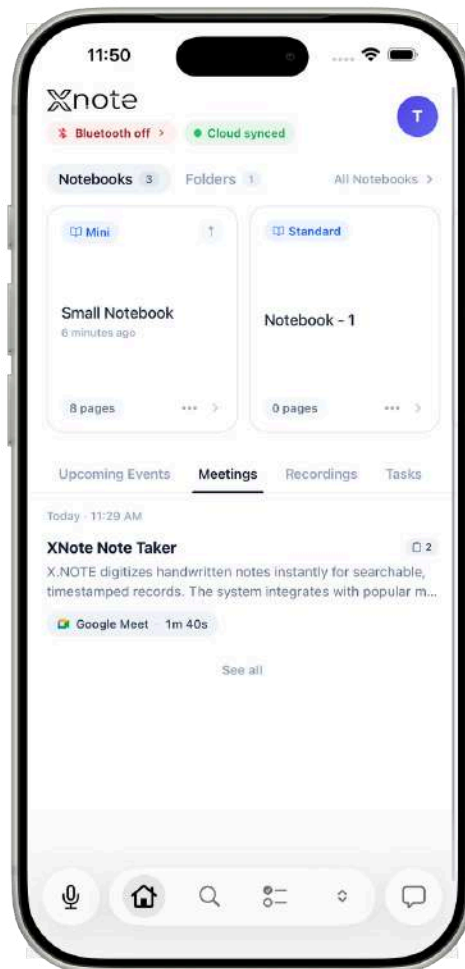 11:50
Xnote
Bluetooth off >
Cloud synced
T
Notebooks 3 Folders 1 All Notebooks >
Mini ↑
Standard
Small Notebook
6 minutes ago
Notebook - 1
8 pages ··· >
0 pages ··· >
Upcoming Events Meetings Recordings Tasks
Today · 11:29 AM
XNote Note Taker 2
X.NOTE digitizes handwritten notes instantly for searchable,
timestamped records. The system integrates with popular m...
Google Meet · 1m 40s
See all